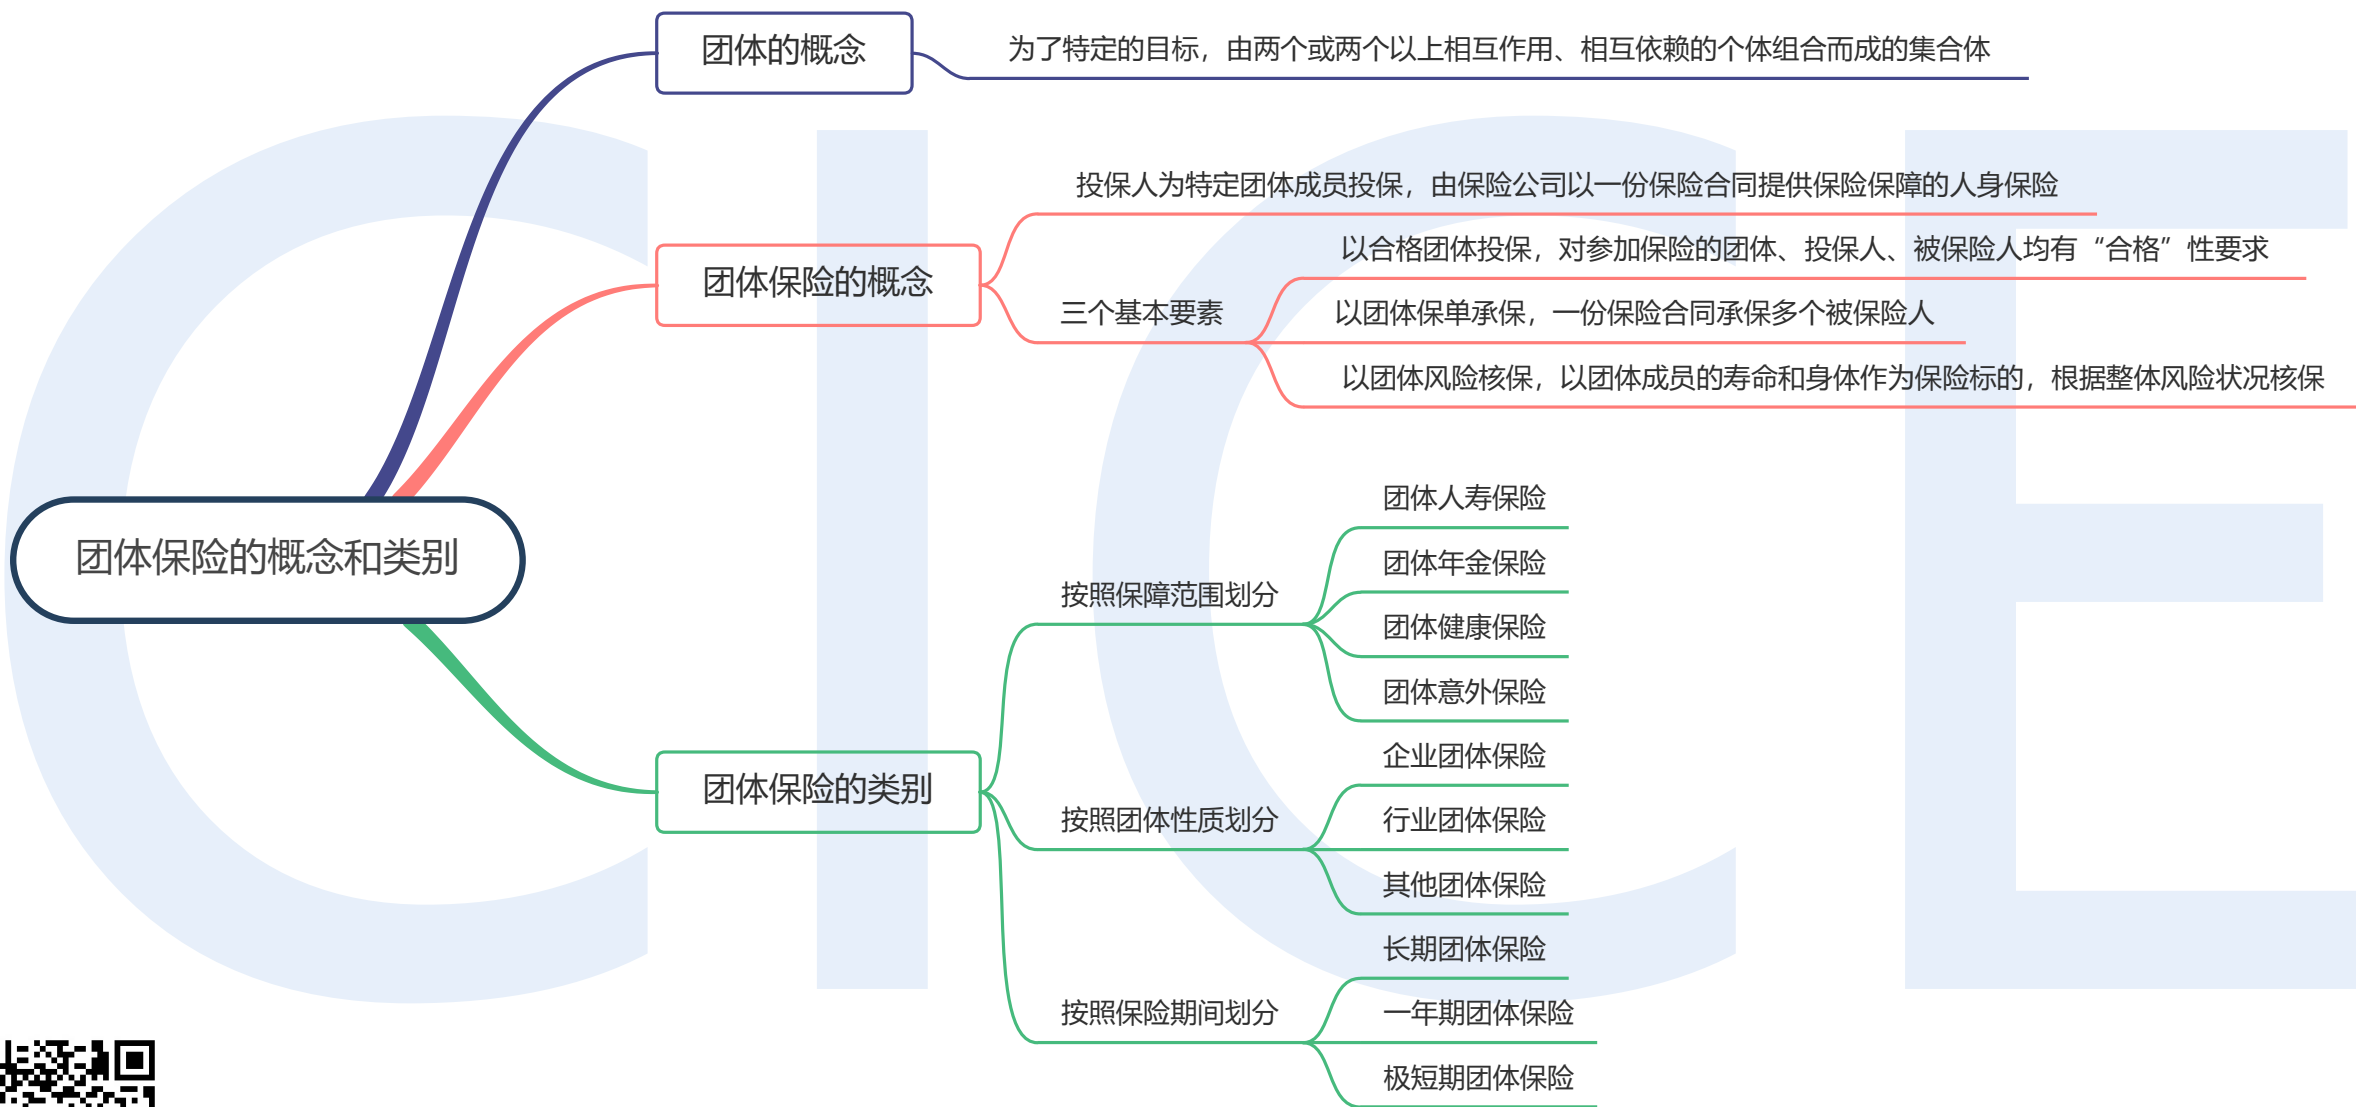 团体的概念
为了特定的目标，由两个或两个以上相互作用、相互依赖的个体组合而成的集合体
投保人为特定团体成员投保，由保险公司以一份保险合同提供保险保障的人身保险
团体保险的概念
以合格团体投保，对参加保险的团体、投保人、被保险人均有“合格”性要求
三个基本要素
以团体保单承保，一份保险合同承保多个被保险人
以团体风险核保，以团体成员的寿命和身体作为保险标的，根据整体风险状况核保
团体保险的概念和类别
团体保险的类别
按照保障范围划分
团体人寿保险
团体年金保险
团体健康保险
团体意外保险
按照团体性质划分
企业团体保险
行业团体保险
其他团体保险
按照保险期间划分
长期团体保险
一年期团体保险
极短期团体保险
CICE